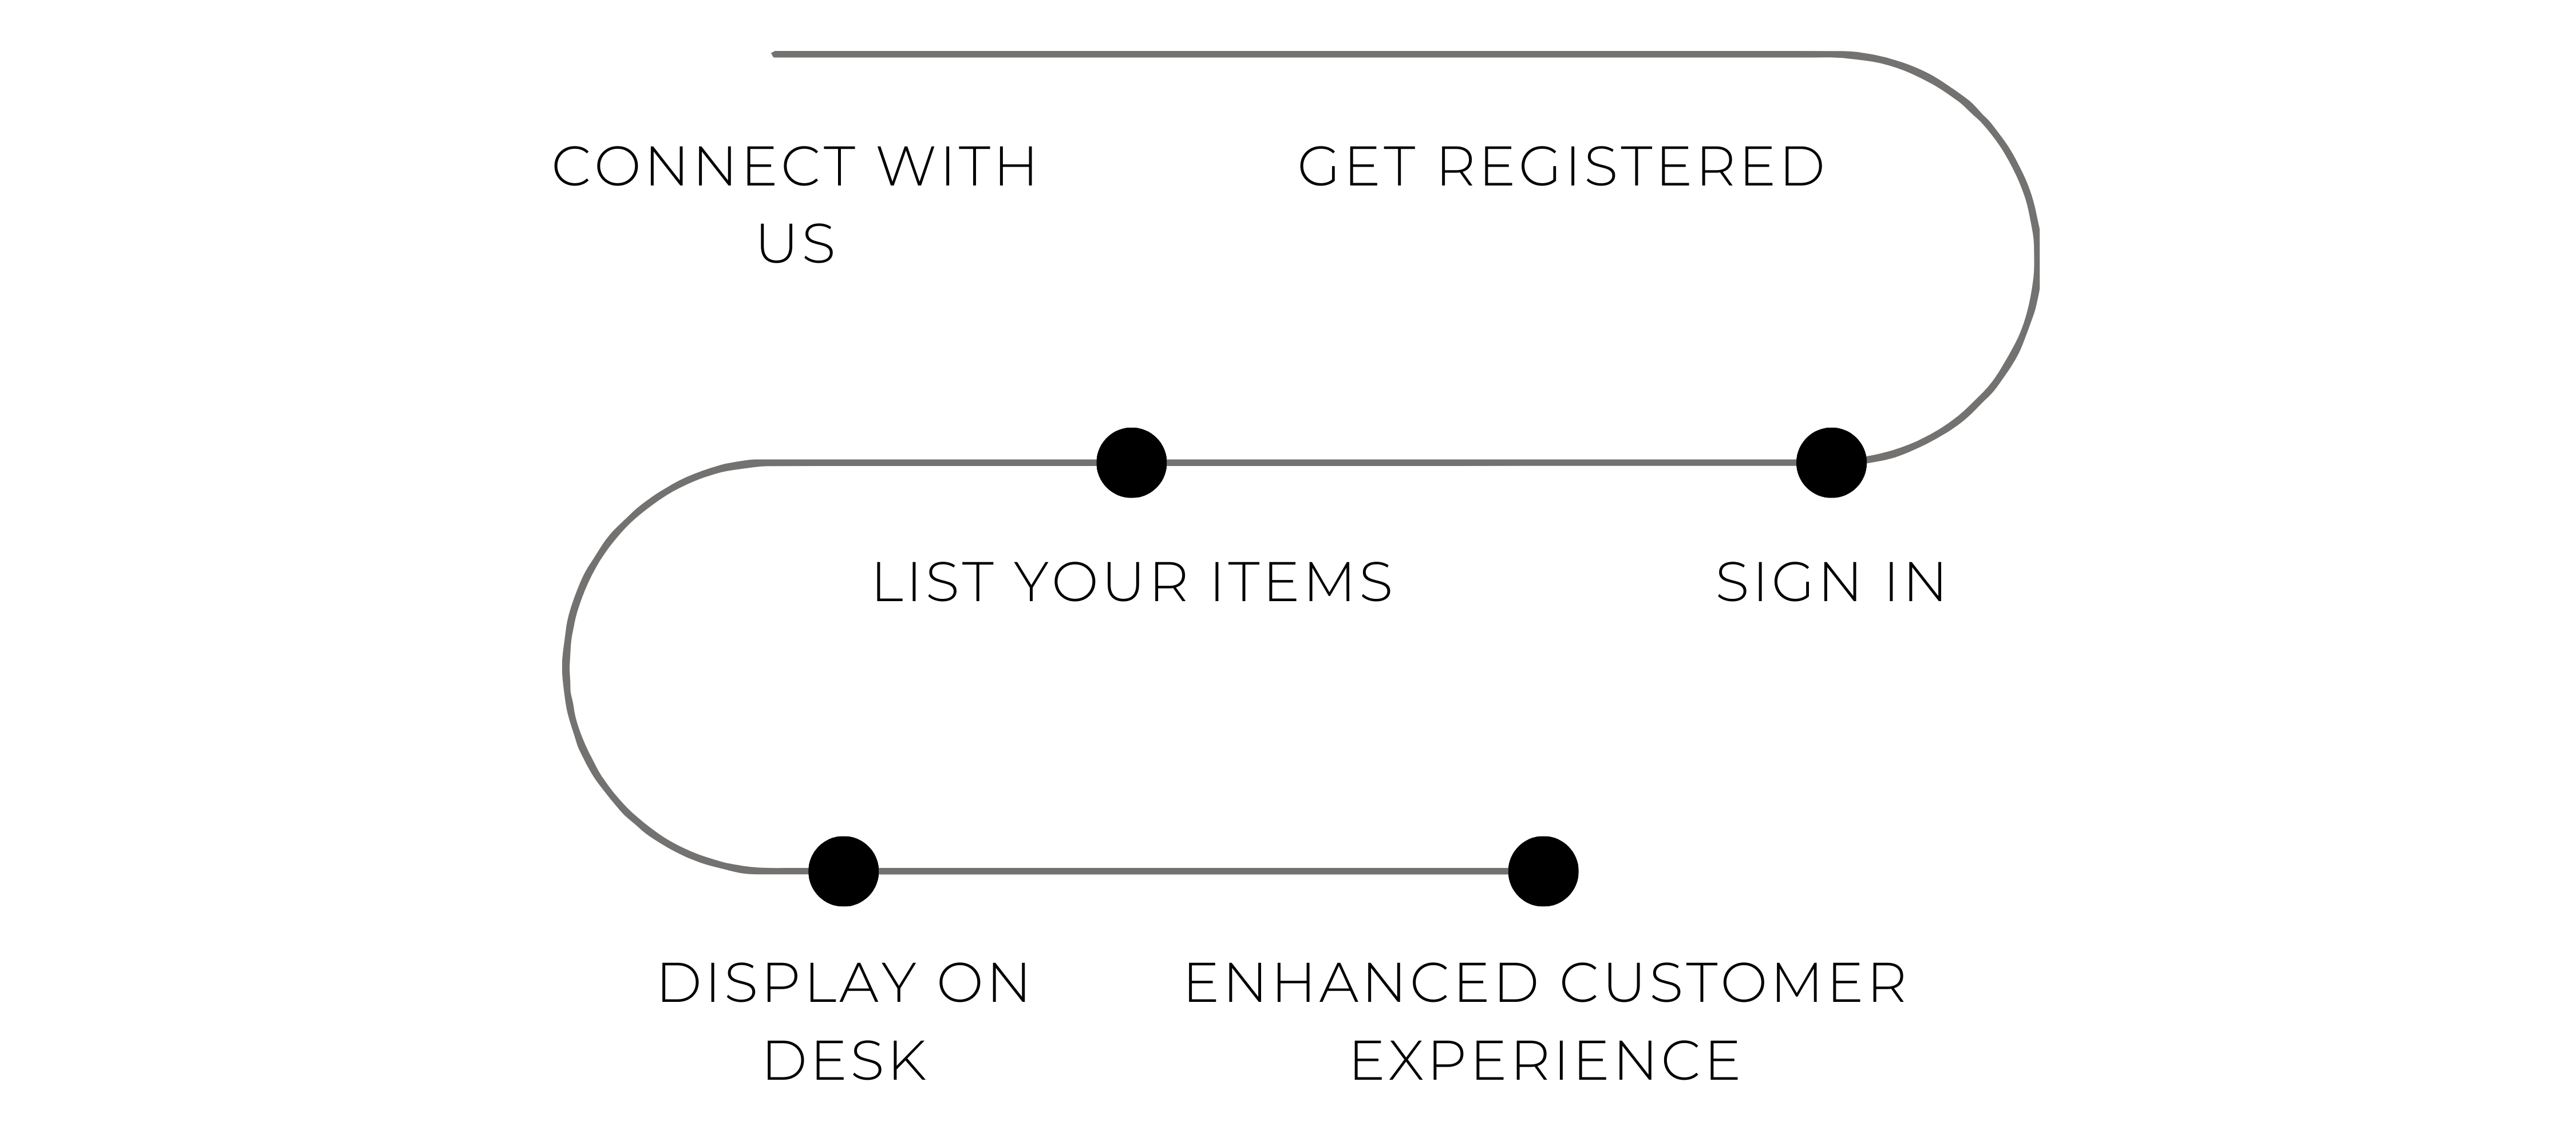 CONNECT WITH
US
GET REGISTERED
LIST YOUR ITEMS
SIGN IN
DISPLAY ON
DESK
ENHANCED CUSTOMER
EXPERIENCE